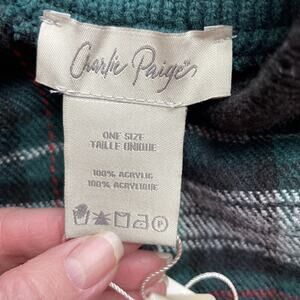 Charlie Paige
ONE SIZE
TAILLE UNIQUE
100% ACRYLIC
100% ACRYLIQUE
P